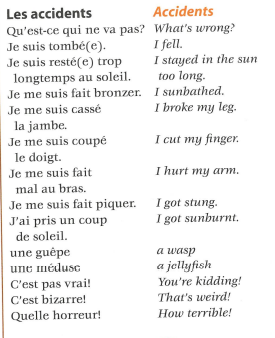 Les accidents Accidents
Qu'est-ce qui ne va pas? What's wrong?
Je suis tombé(e). I fell.
Je suis resté(e) trop I stayed in the sun
longtemps au soleil. too long.
Je me suis fait bronzer. I sunbathed.
Je me suis cassé I broke my leg.
la jambe.
Je me suis coupé I cut my finger.
le doigt.
Je me suis fait I hurt my arm.
mal au bras.
Je me suis fait piquer. I got stung.
J'ai pris un coup I got sunburnt.
de soleil.
une guêpe a wasp
une méduse a jellyfish
C'est pas vrai! You're kidding!
C'est bizarre! That's weird!
Quelle horreur! How terrible!